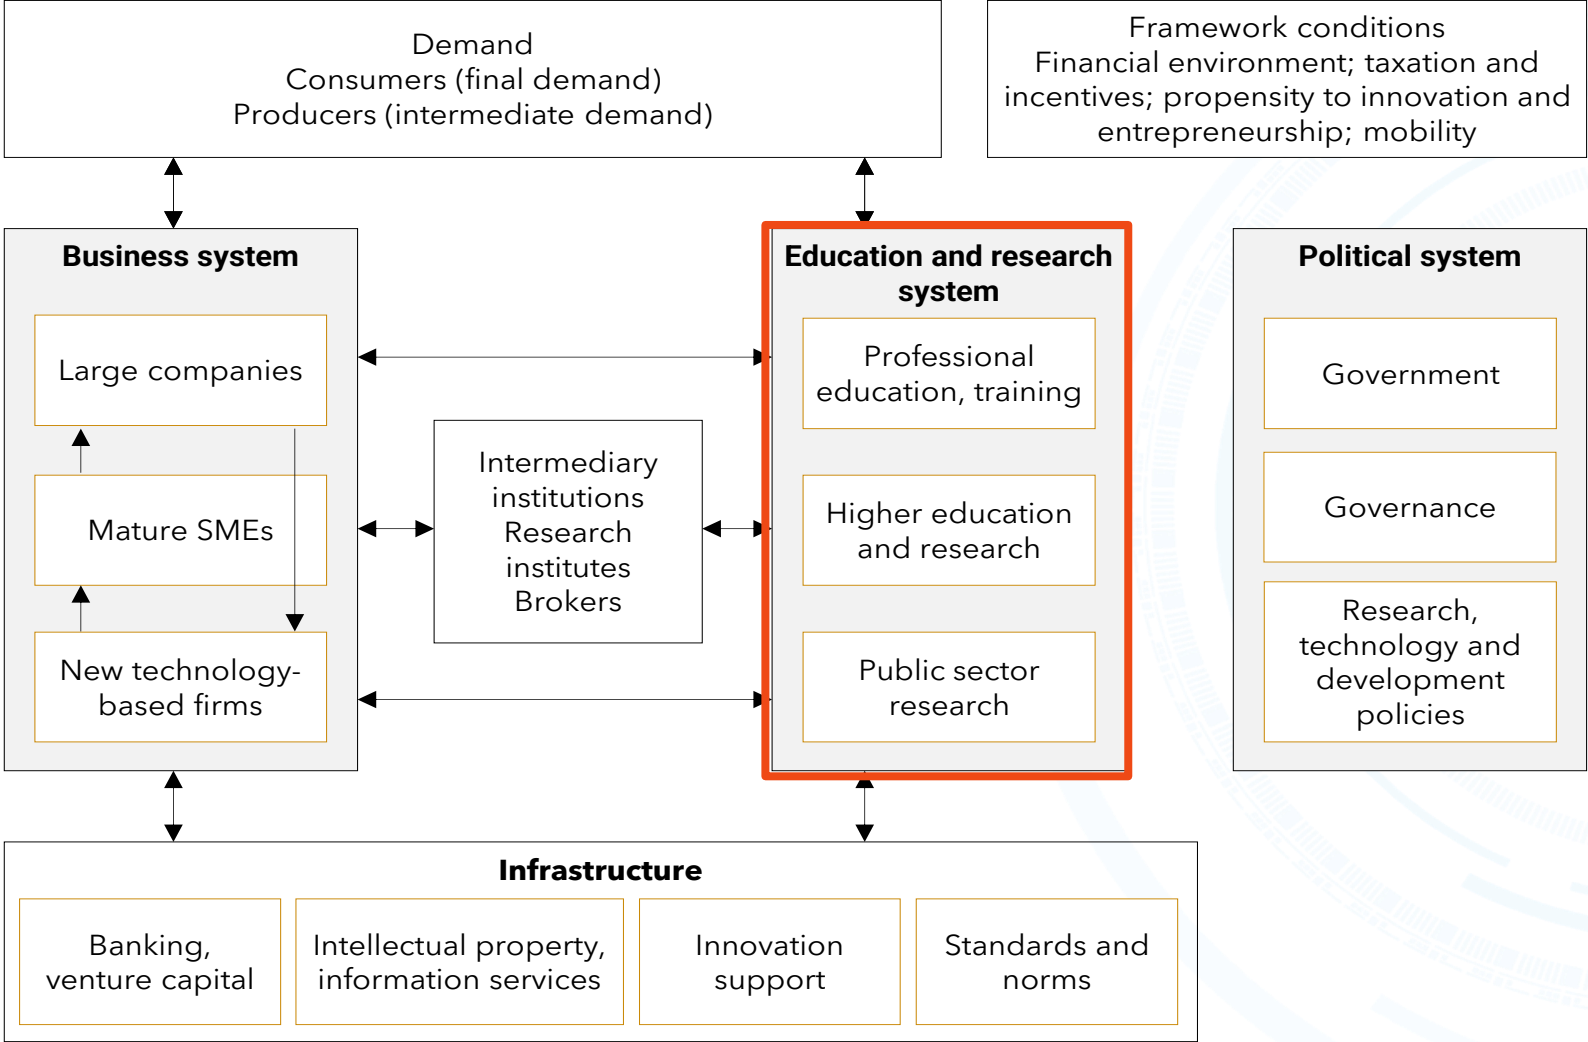 Demand
Consumers (final demand)
Producers (intermediate demand)
Framework conditions
Financial environment; taxation and
incentives; propensity to innovation and
entrepreneurship; mobility
Business system
Large companies
Mature SMEs
New technology-
based firms
Intermediary
institutions
Research
institutes
Brokers
Education and research
system
Professional
education, training
Higher education
and research
Public sector
research
Political system
Government
Governance
Research,
technology and
development
policies
Infrastructure
Banking,
venture capital
Intellectual property,
information services
Innovation
support
Standards and
norms